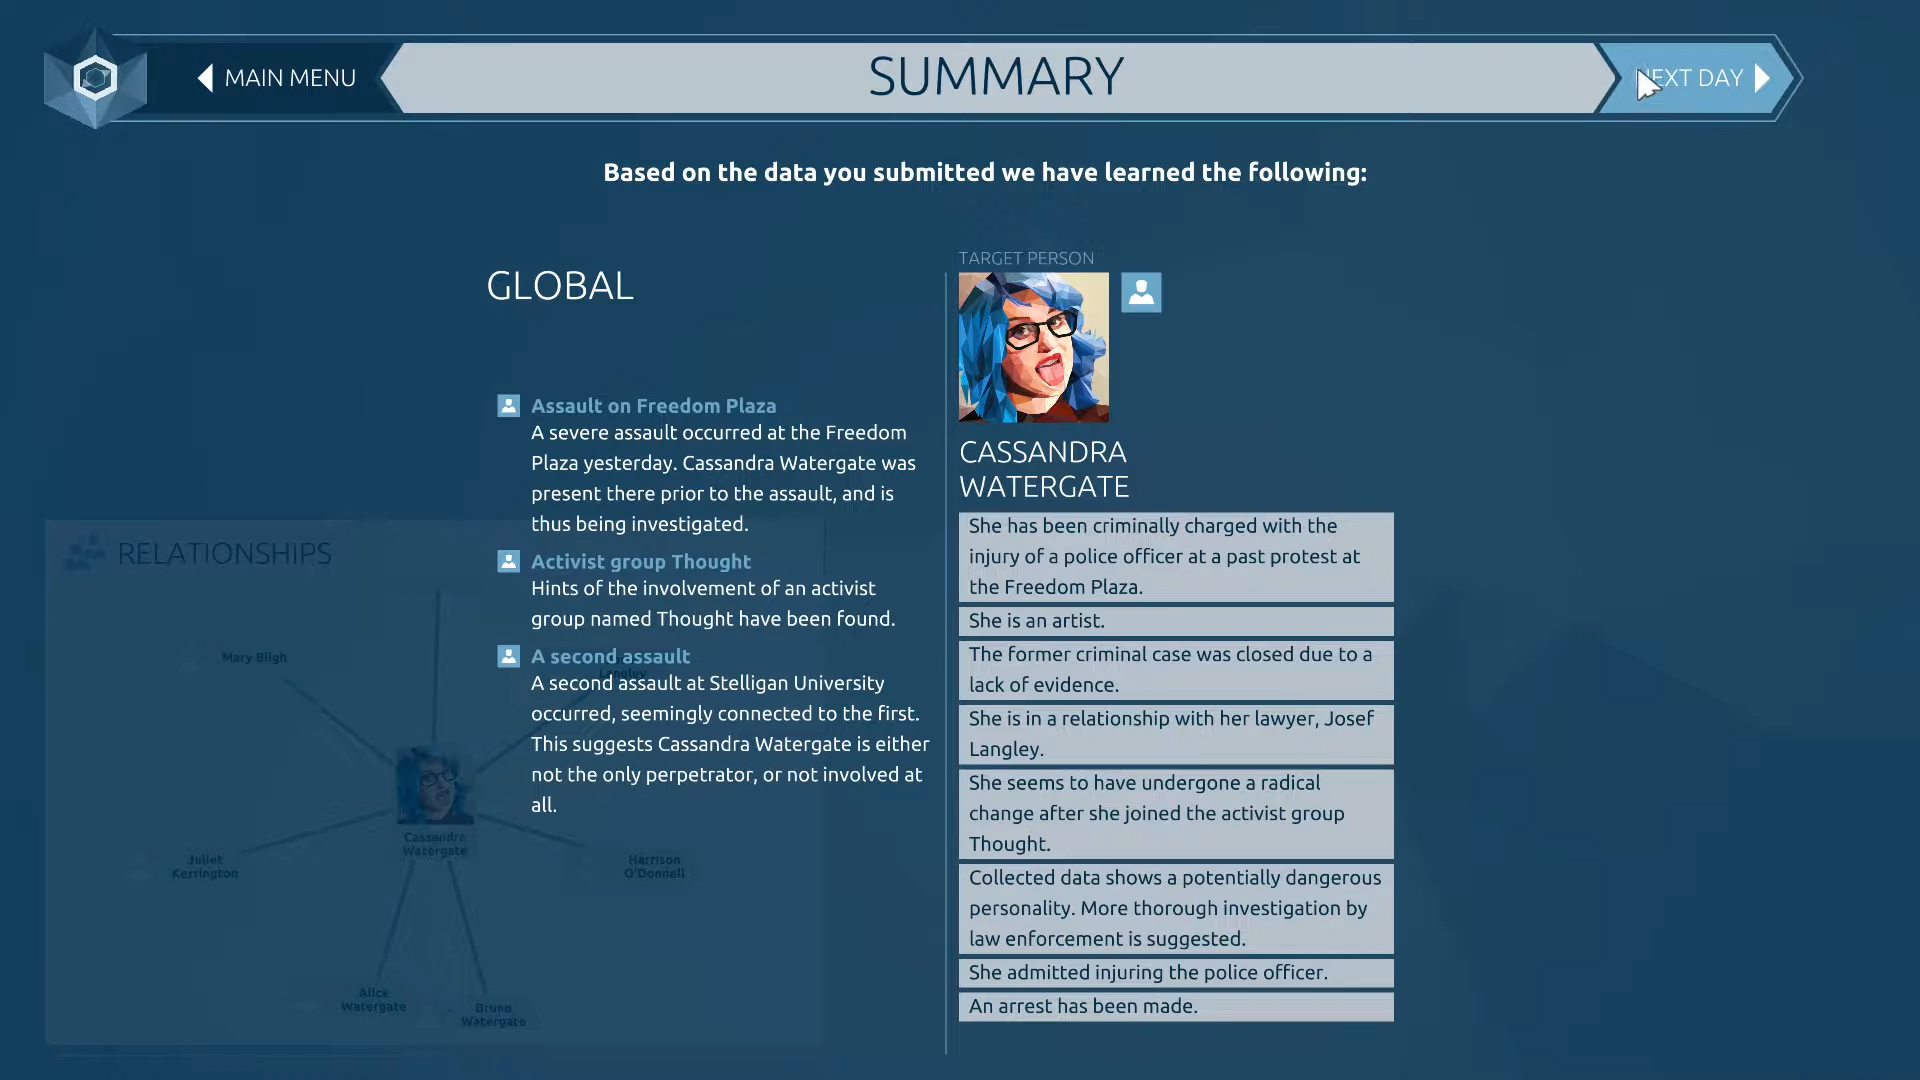 MAIN MENU
SUMMARY
NEXT DAY
Based on the data you submitted we have learned the following:
GLOBAL
Assault on Freedom Plaza
A severe assault occurred at the Freedom
Plaza yesterday. Cassandra Watergate was
present there prior to the assault, and is
thus being investigated.
Activist group Thought
Hints of the involvement of an activist
group named Thought have been found.
A second assault
A second assault at Stelligan University
occurred, seemingly connected to the first.
This suggests Cassandra Watergate is either
not the only perpetrator, or not involved at
all.
TARGET PERSON
CASSANDRA
WATERGATE
She has been criminally charged with the
injury of a police officer at a past protest at
the Freedom Plaza.
She is an artist.
The former criminal case was closed due to a
lack of evidence.
She is in a relationship with her lawyer, Josef
Langley.
She seems to have undergone a radical
change after she joined the activist group
Thought.
Collected data shows a potentially dangerous
personality. More thorough investigation by
law enforcement is suggested.
She admitted injuring the police officer.
An arrest has been made.
RELATIONSHIPS
Mary Bligh
Langley
Cassandra
Watergate
Juliet
Kerrington
Harrison
O'Donnell
Alice
Watergate
Bruno
Watergate